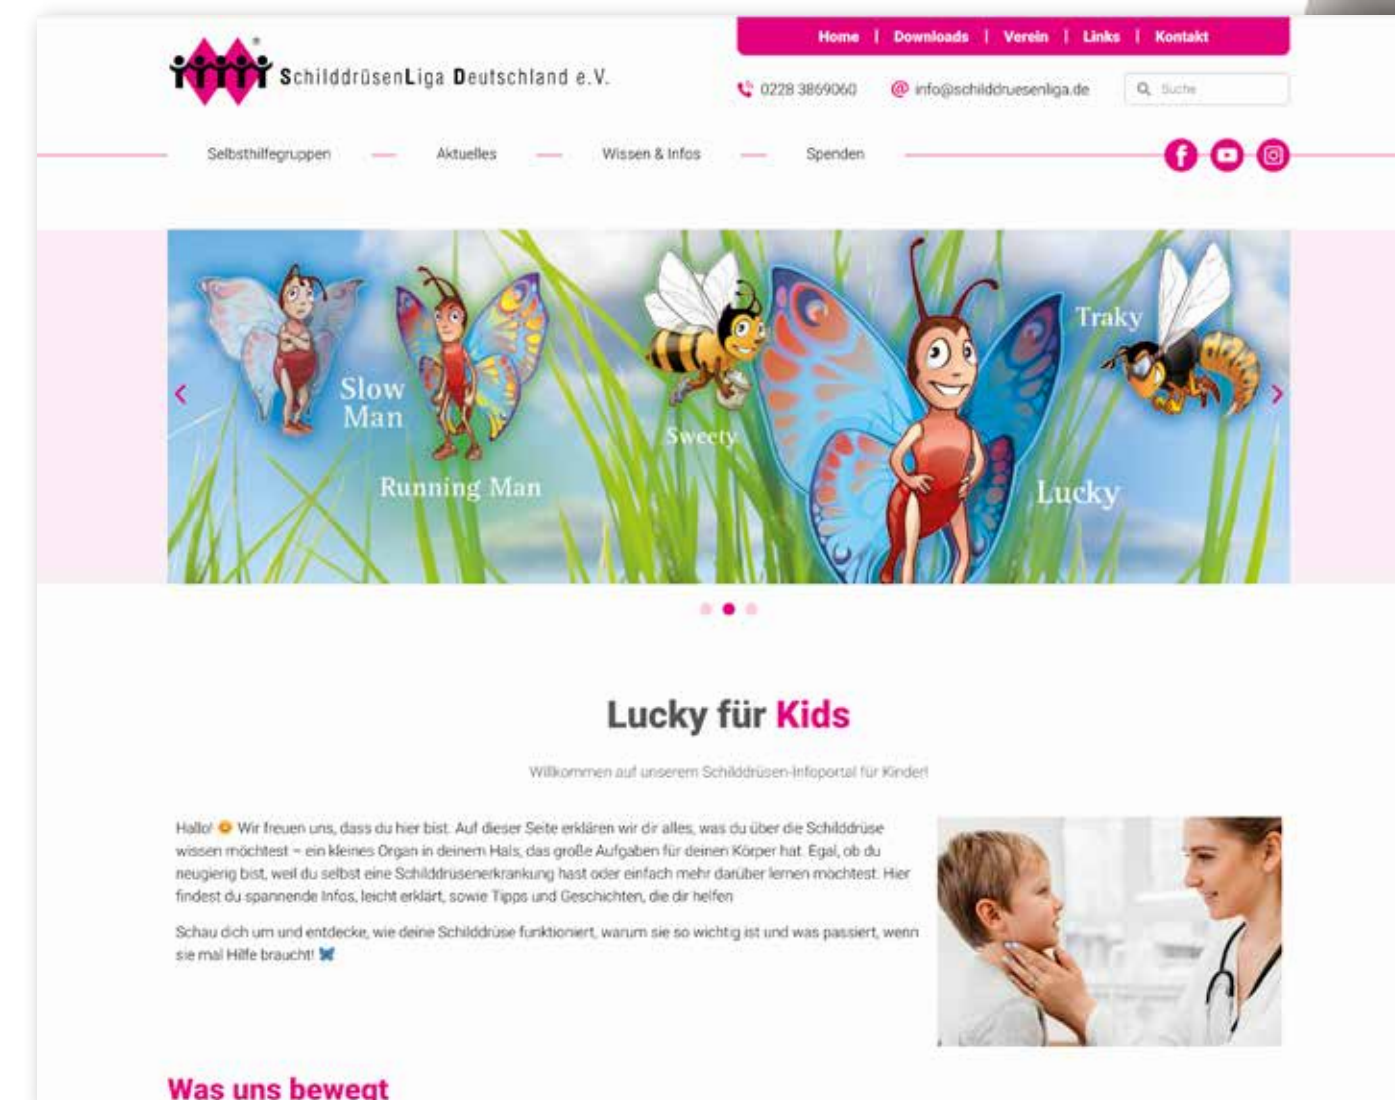 Home | Downloads | Verein | Links | Kontakt
SchilddrüsenLiga Deutschland e.V.
®
0228 3869060
info@schilddruesenliga.de
Suche
Selbsthilfegruppen
Aktuelles
Wissen & Infos
Spenden
Traky
Slow
Man
Sweety
Running Man
Lucky
Lucky für Kids
Willkommen auf unserem Schilddrüsen-Infoportal für Kinder!
Hallo! 😊 Wir freuen uns, dass du hier bist. Auf dieser Seite erklären wir dir alles, was du über die Schilddrüse
wissen möchtest – ein kleines Organ in deinem Hals, das große Aufgaben für deinen Körper hat. Egal, ob du
neugierig bist, weil du selbst eine Schilddrüsenerkrankung hast oder einfach mehr darüber lernen möchtest. Hier
findest du spannende Infos, leicht erklärt, sowie Tipps und Geschichten, die dir helfen
Schau dich um und entdecke, wie deine Schilddrüse funktioniert, warum sie so wichtig ist und was passiert, wenn
sie mal Hilfe braucht! 🦋
Was uns bewegt